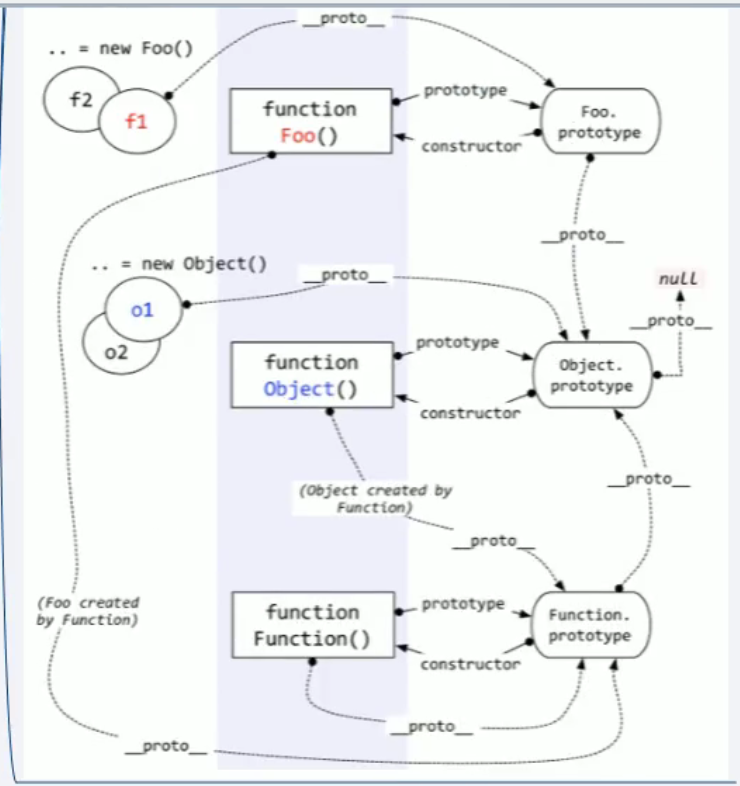 __proto__
.. = new Foo()
f2
f1
function
Foo()
prototype
constructor
Foo.
prototype
__proto__
.. = new Object()
__proto__
null
__proto__
o1
o2
function
Object()
prototype
constructor
Object.
prototype
__proto__
(Object created by
Function)
__proto__
(Foo created
by Function)
function
Function()
prototype
constructor
Function.
prototype
__proto__
__proto__